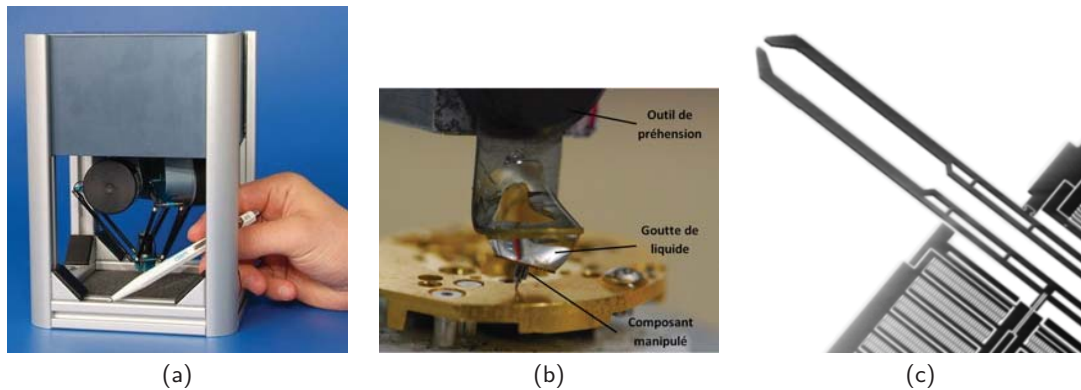 Outil de
préhension
Goutte de
liquide
Composant
manipulé
(a)
(b)
(c)